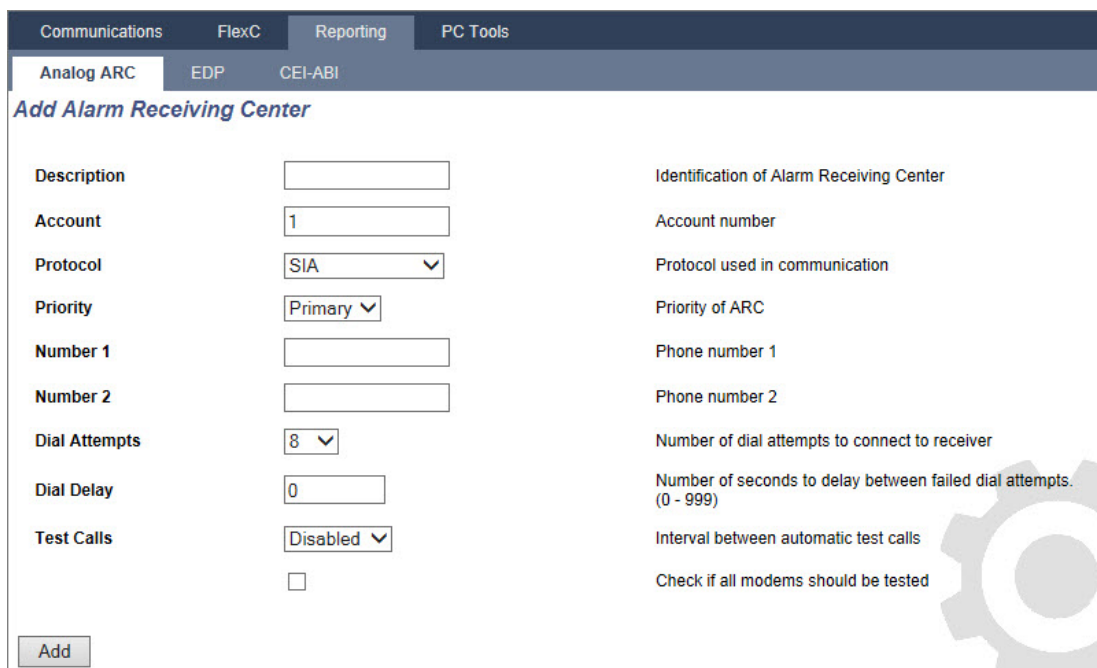 Communications FlexC Reporting PC Tools
Analog ARC EDP CEI-ABI
Add Alarm Receiving Center
Description Identification of Alarm Receiving Center
Account 1 Account number
Protocol SIA Protocol used in communication
Priority Primary Priority of ARC
Number 1 Phone number 1
Number 2 Phone number 2
Dial Attempts 8 Number of dial attempts to connect to receiver
Dial Delay 0 Number of seconds to delay between failed dial attempts.
(0 - 999)
Test Calls Disabled Interval between automatic test calls
Check if all modems should be tested
Add